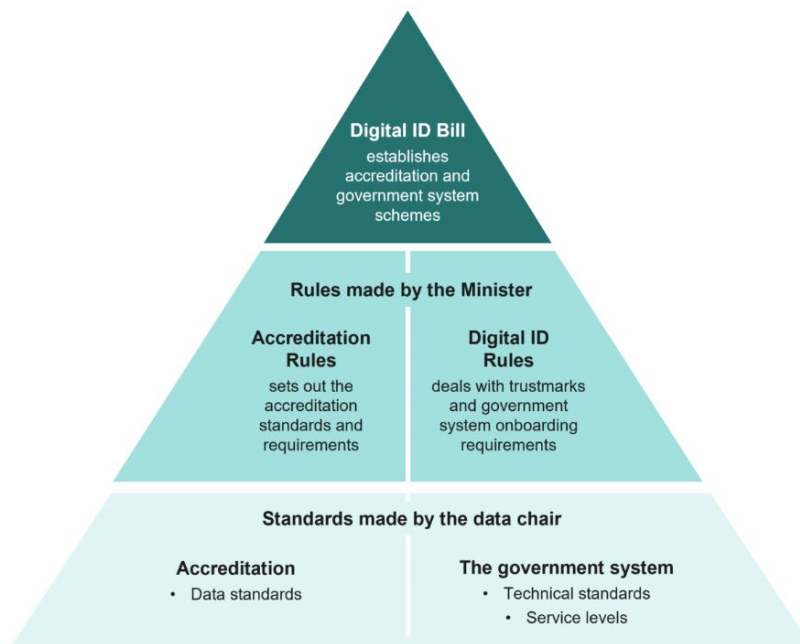 Digital ID Bill
establishes
accreditation and
government system
schemes
Rules made by the Minister
Accreditation
Rules
sets out the
accreditation
standards and
requirements
Digital ID
Rules
deals with trustmarks
and government
system onboarding
requirements
Standards made by the data chair
Accreditation
• Data standards
The government system
• Technical standards
• Service levels